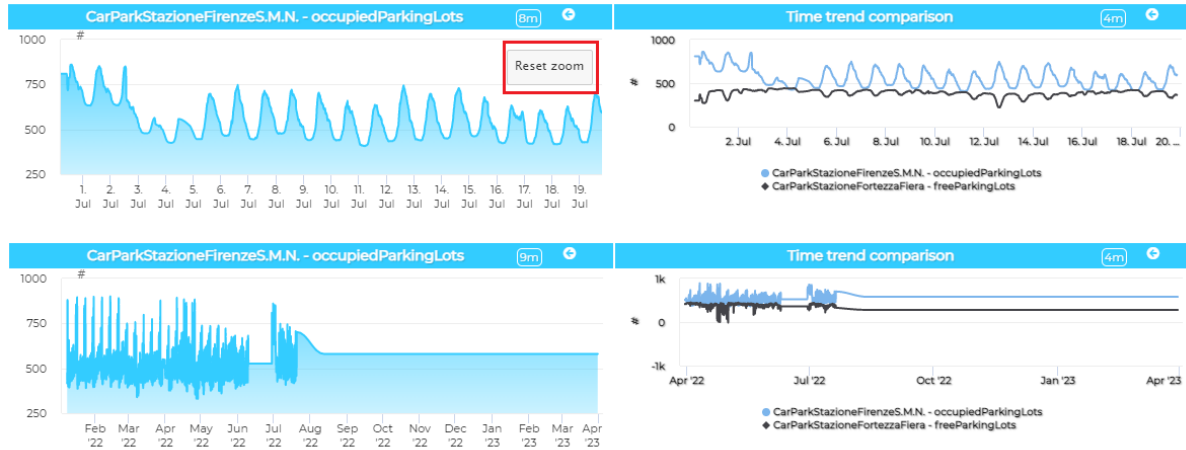 CarParkStazioneFirenzeS.M.N. - occupiedParkingLots 8m
#
1000
750
500
250
Reset zoom
1. Jul 2. Jul 3. Jul 4. Jul 5. Jul 6. Jul 7. Jul 8. Jul 9. Jul 10. Jul 11. Jul 12. Jul 13. Jul 14. Jul 15. Jul 16. Jul 17. Jul 18. Jul 19. Jul
Time trend comparison 4m
#
1000
500
0
2. Jul 4. Jul 6. Jul 8. Jul 10. Jul 12. Jul 14. Jul 16. Jul 18. Jul 20. ...
CarParkStazioneFirenzeS.M.N. - occupiedParkingLots
CarParkStazioneFortezzaFiera - freeParkingLots
CarParkStazioneFirenzeS.M.N. - occupiedParkingLots 9m
#
1000
750
500
250
Feb '22 Mar '22 Apr '22 May '22 Jun '22 Jul '22 Aug '22 Sep '22 Oct '22 Nov '22 Dec '22 Jan '23 Feb '23 Mar '23 Apr '23
Time trend comparison 4m
#
1k
0
-1k
Apr '22 Jul '22 Oct '22 Jan '23 Apr '23
CarParkStazioneFirenzeS.M.N. - occupiedParkingLots
CarParkStazioneFortezzaFiera - freeParkingLots